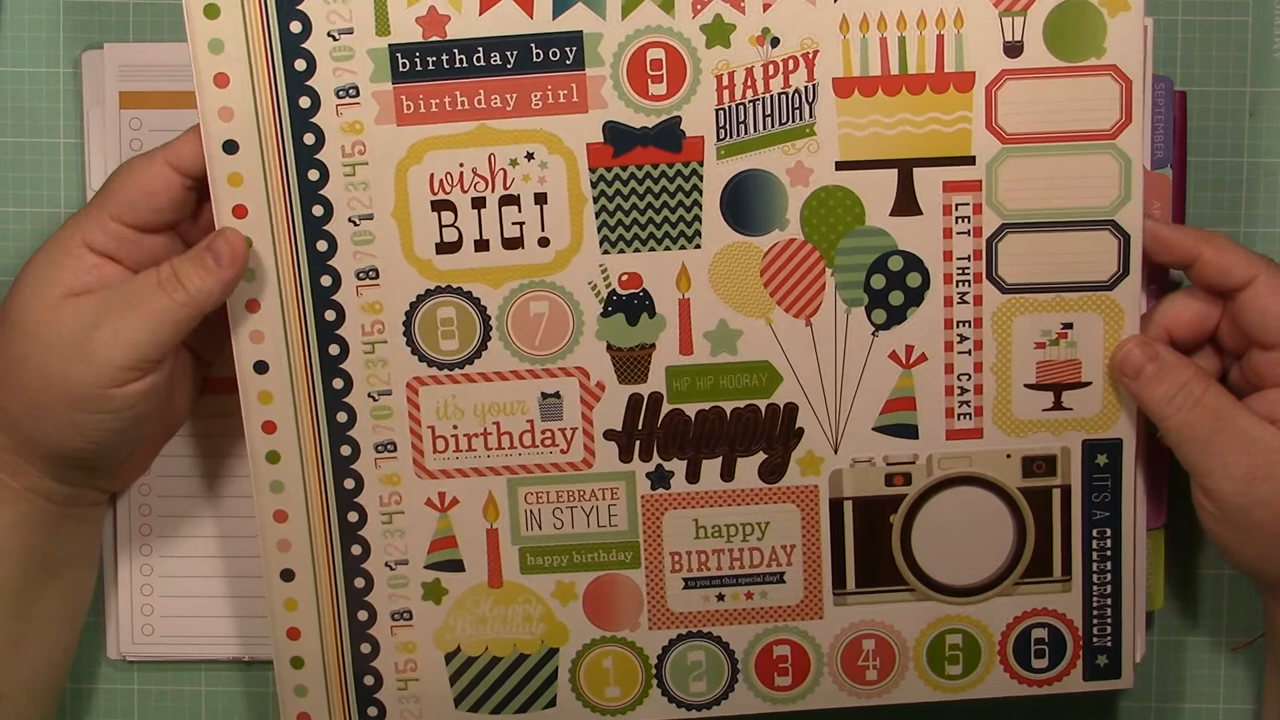 birthday boy
birthday girl
9
HAPPY
BIRTHDAY
wish
BIG!
8
7
LET THEM EAT CAKE
HIP HIP HOORAY
it's your
birthday
Happy
CELEBRATE
IN STYLE
happy birthday
happy
BIRTHDAY
to you on this special day!
IT'S A CELEBRATION
Happy
Birthday
1
2
3
4
5
6
SEPTEMBER